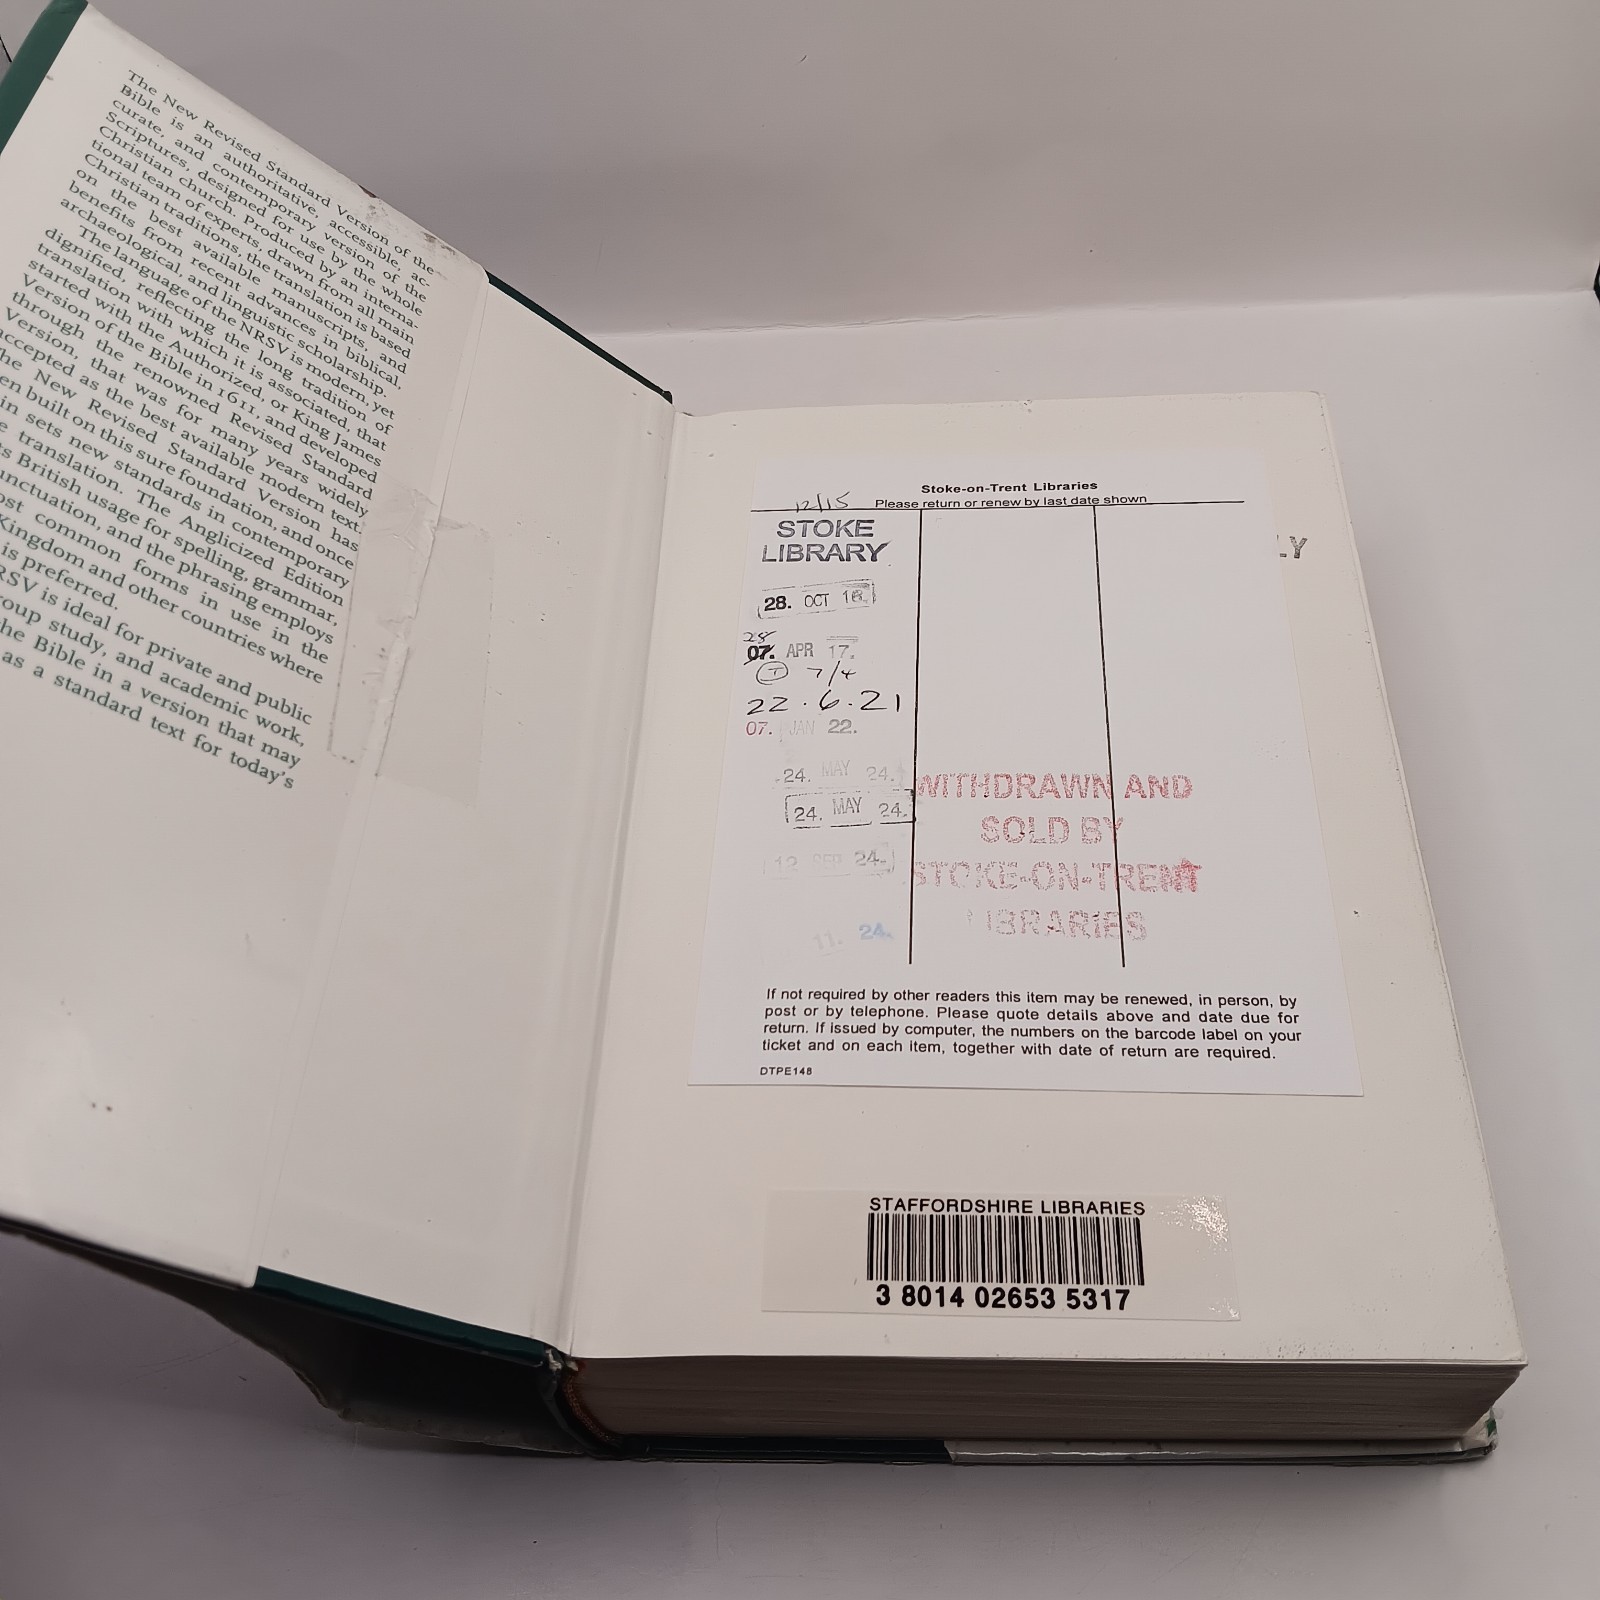 The New Revised Standard Version of the
Bible is an authoritative, accessible, ac-
curate, and contemporary version of the
Scriptures, designed for use by the whole
Christian church. Produced by an interna-
tional team of experts, drawn from all main
Christian traditions, the translation is based
on the best available manuscripts, and
benefits from recent advances in biblical,
archaeological, and linguistic scholarship.
The language of the NRSV is modern, yet
dignified, reflecting the long tradition of
translation with which it is associated, that
started with the Authorized, or King James
Version of the Bible in 1611, and developed
through the renowned Revised Standard
Version, that was for many years widely
accepted as the best available modern text.
he New Revised Standard Version has
en built on this sure foundation, and once
in sets new standards in contemporary
e translation. The Anglicized Edition
ts British usage for spelling, grammar,
unctuation, and the phrasing employs
ost common forms in use in the
Kingdom and other countries where
is preferred.
RSV is ideal for private and public
roup study, and academic work,
he Bible in a version that may
as a standard text for today's
Stoke-on-Trent Libraries
12/15 Please return or renew by last date shown
STOKE
LIBRARY
LY
28. OCT 16
28
07. APR 17.
7/4
22.6.21
07. JAN 22.
24. MAY 24.
24. MAY 24.
24.
11. 24.
WITHDRAWN AND
SOLD BY
STOKE-ON-TRENT
LIBRARIES
If not required by other readers this item may be renewed, in person, by
post or by telephone. Please quote details above and date due for
return. If issued by computer, the numbers on the barcode label on your
ticket and on each item, together with date of return are required.
DTPE148
STAFFORDSHIRE LIBRARIES
3 8014 02653 5317